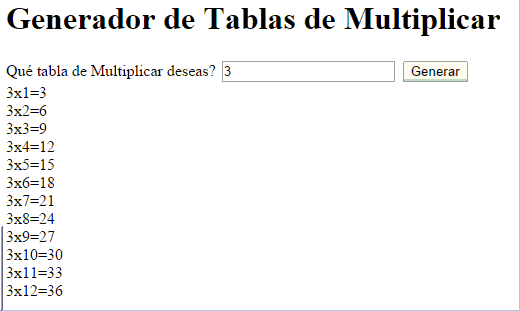 Generador de Tablas de Multiplicar
Qué tabla de Multiplicar deseas? 3 Generar
3x1=3
3x2=6
3x3=9
3x4=12
3x5=15
3x6=18
3x7=21
3x8=24
3x9=27
3x10=30
3x11=33
3x12=36